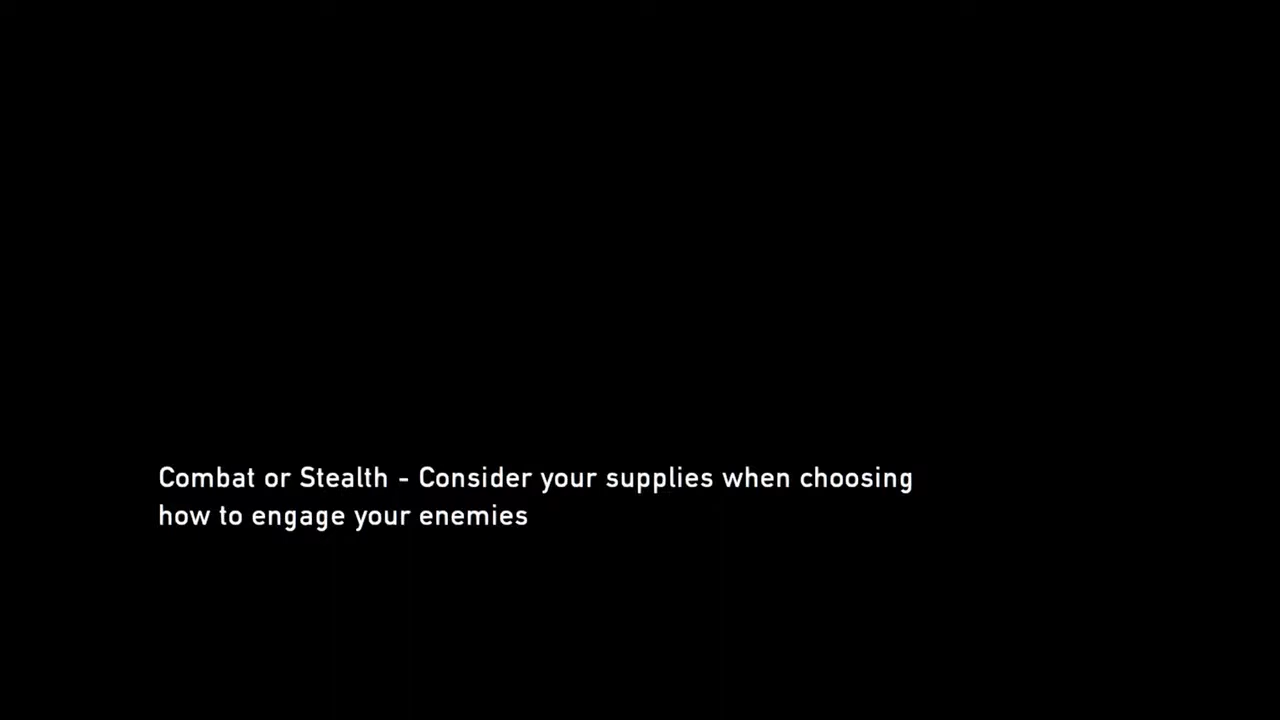 Combat or Stealth - Consider your supplies when choosing
how to engage your enemies